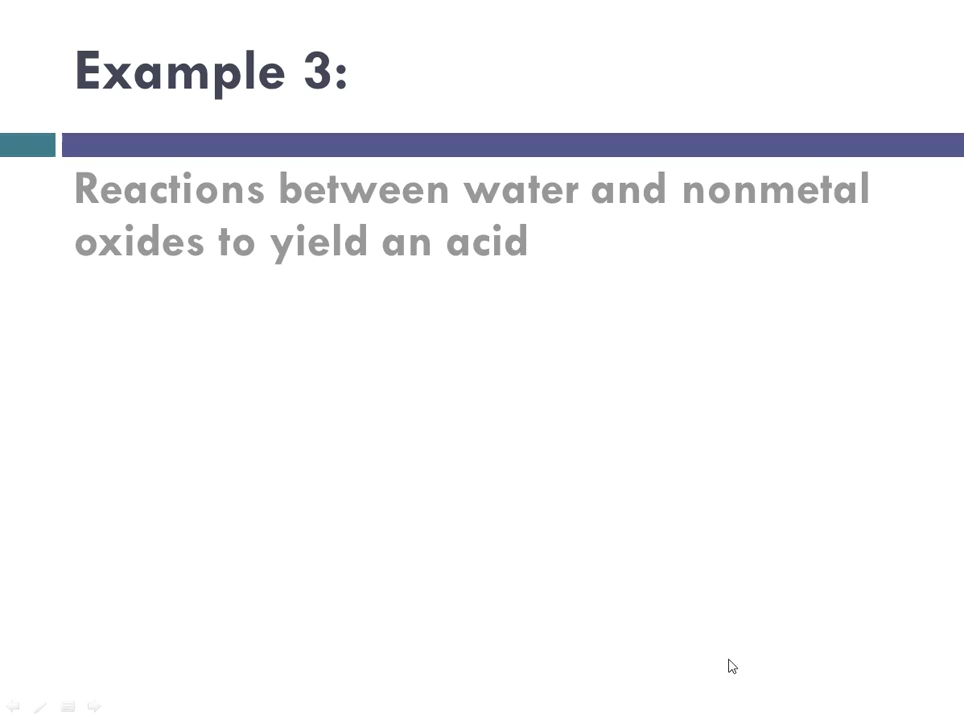 Example 3:
Reactions between water and nonmetal
oxides to yield an acid